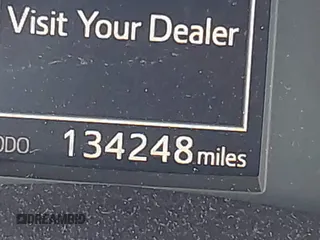 Visit Your Dealer
ODO 134248 miles
DREAMBID